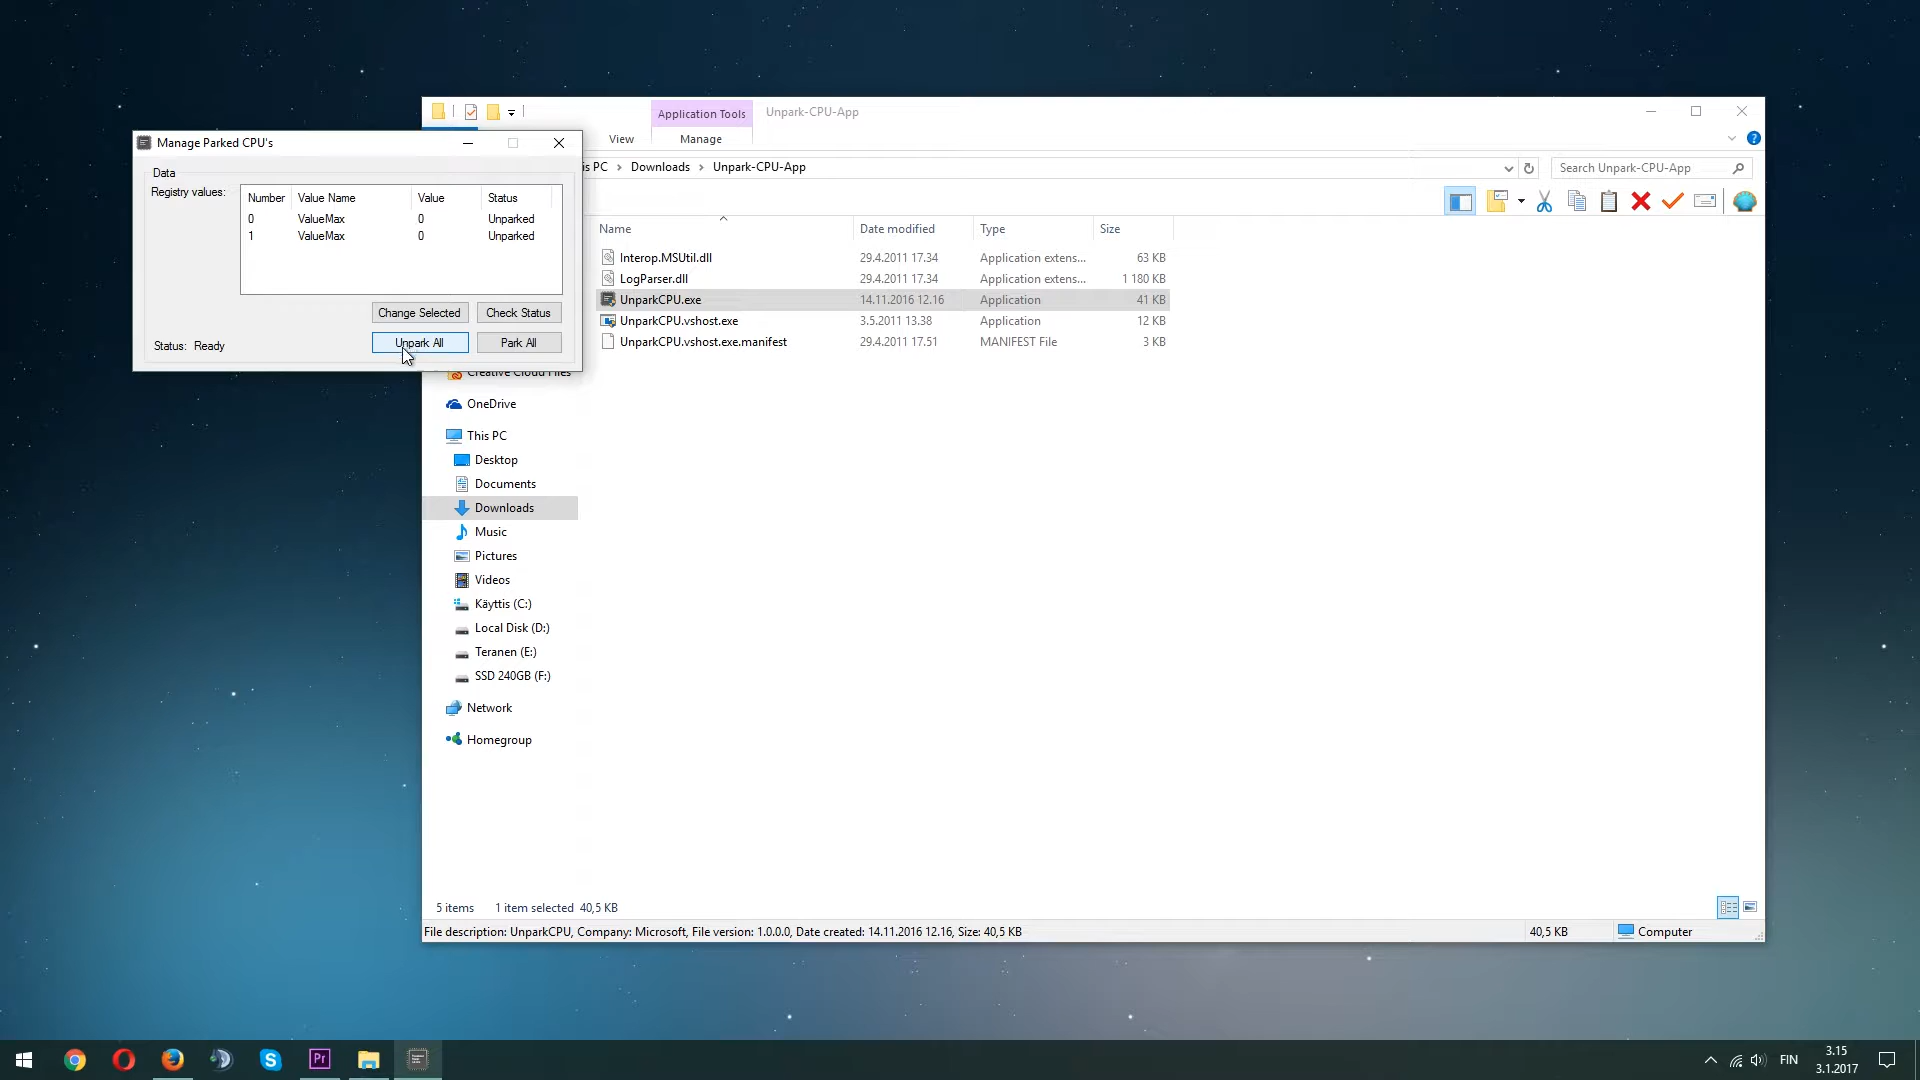 Application Tools
Unpark-CPU-App
View
Manage
Manage Parked CPU's
Data
Registry values:
Number Value Name Value Status
0 ValueMax 0 Unparked
1 ValueMax 0 Unparked
Change Selected
Check Status
Status: Ready
Unpark All
Park All
is PC > Downloads > Unpark-CPU-App
Search Unpark-CPU-App
Name Date modified Type Size
Interop.MSUtil.dll 29.4.2011 17.34 Application extens... 63 KB
LogParser.dll 29.4.2011 17.34 Application extens... 1 180 KB
UnparkCPU.exe 14.11.2016 12.16 Application 41 KB
UnparkCPU.vshost.exe 3.5.2011 13.38 Application 12 KB
UnparkCPU.vshost.exe.manifest 29.4.2011 17.51 MANIFEST File 3 KB
Creative Cloud Files
OneDrive
This PC
Desktop
Documents
Downloads
Music
Pictures
Videos
Käyttis (C:)
Local Disk (D:)
Teranen (E:)
SSD 240GB (F:)
Network
Homegroup
5 items 1 item selected 40,5 KB
File description: UnparkCPU, Company: Microsoft, File version: 1.0.0.0, Date created: 14.11.2016 12.16, Size: 40,5 KB
40,5 KB
Computer
Pr
FIN
3.15
3.1.2017